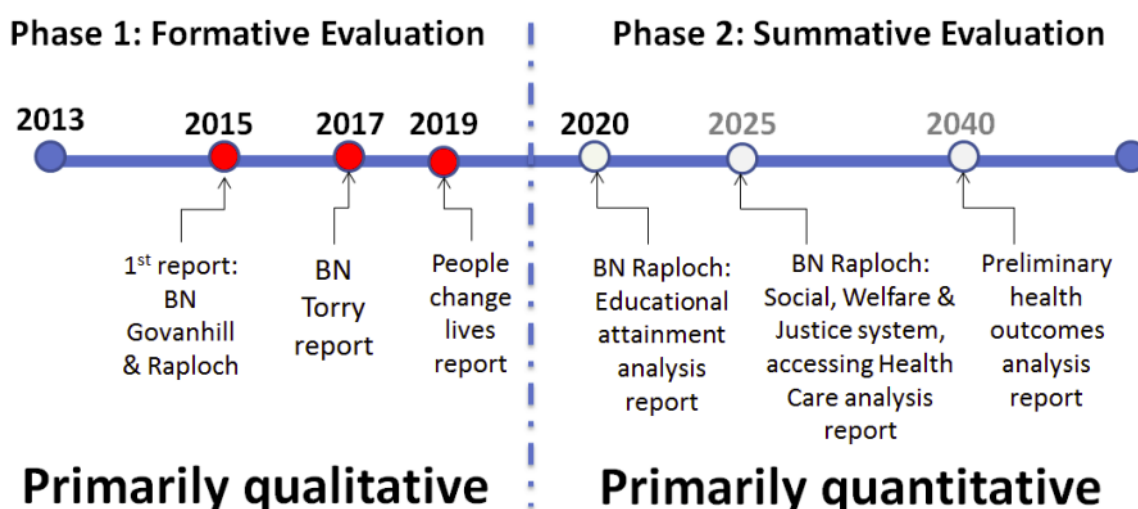 Phase 1: Formative Evaluation
Phase 2: Summative Evaluation
2013
2015
2017
2019
2020
2025
2040
1st report:
BN
Govanhill
& Raploch
BN
Torry
report
People
change
lives
report
BN Raploch:
Educational
attainment
analysis
report
BN Raploch:
Social, Welfare &
Justice system,
accessing Health
Care analysis
report
Preliminary
health
outcomes
analysis
report
Primarily qualitative
Primarily quantitative